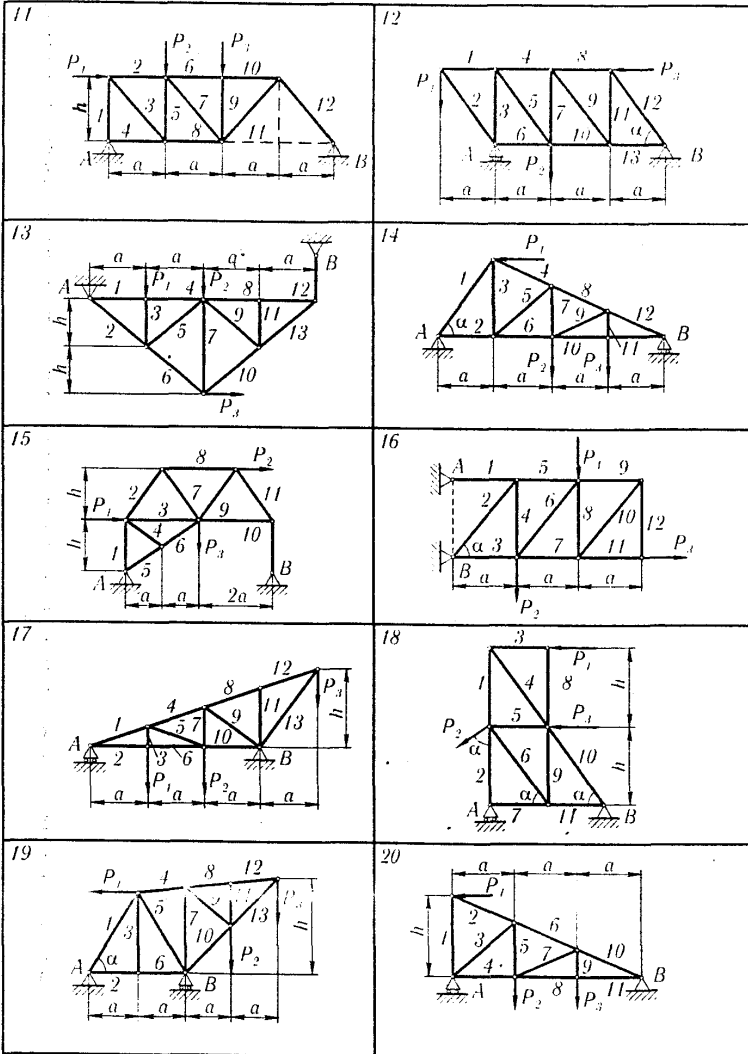 11
P₂ P₃
P₁ 2 6 10
h 1 3 5 7 9 12
4 8 11
A B
a a a a
12
1 4 8 P₃
P₁ 2 3 5 7 9 11 12
A 6 10 α B
P₂ 13
a a a a
13
a a a a B
A P₁ P₂
1 4 8 12
h 2 3 5 7 9 11 13
h 6 10
P₃
14
P₁
4
3 8
1 5 7 9 12
A α 2 6 10 11 B
P₂ P₃
a a a a
15
8 P₂
h 2 7 11
P₁ 3 9 10
h 1 4 6 P₃
A 5 B
a a 2a
16
A 1 5 P₁ 9
2 4 6 8 10 12
α 3 7 11 P₃
B
a a a
P₂
17
12
8 P₃
4 11 h
1 5 7 9 13
A 2 3 6 10 B
P₁ P₂
a a a a
18
3
P₁
1 4 8 h
P₂ 5 P₃
α
2 6 9 10 h
α α
A 7 11 B
19
12
P₁ 4 8
1 5 7 9 13 P₃ h
3 10
A α 2 6 B P₂
a a a a
20
a a a
P₁
2
h 1 3 5 6
7 10
4 9
A 8 11 B
P₂ P₃